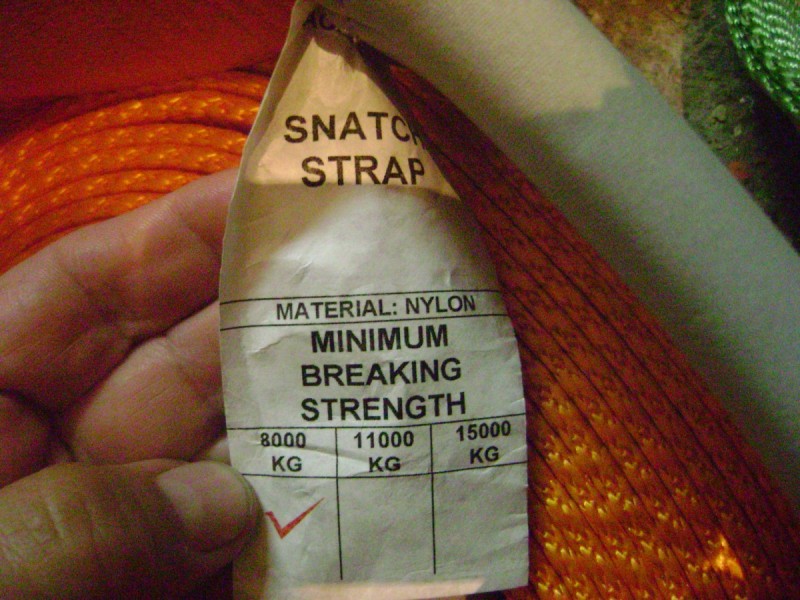 SNATCH
STRAP
MATERIAL: NYLON
MINIMUM
BREAKING
STRENGTH
8000 KG
11000 KG
15000 KG